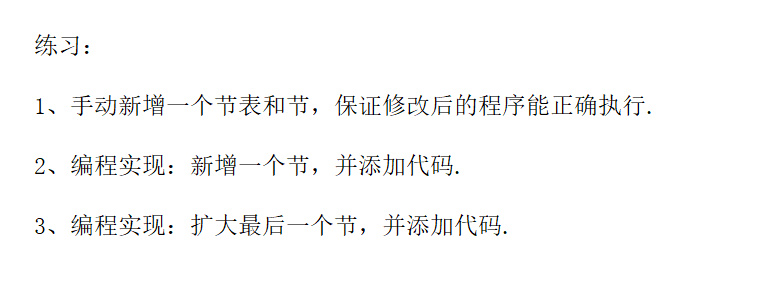 练习：
1、手动新增一个节表和节，保证修改后的程序能正确执行.
2、编程实现：新增一个节，并添加代码.
3、编程实现：扩大最后一个节，并添加代码.